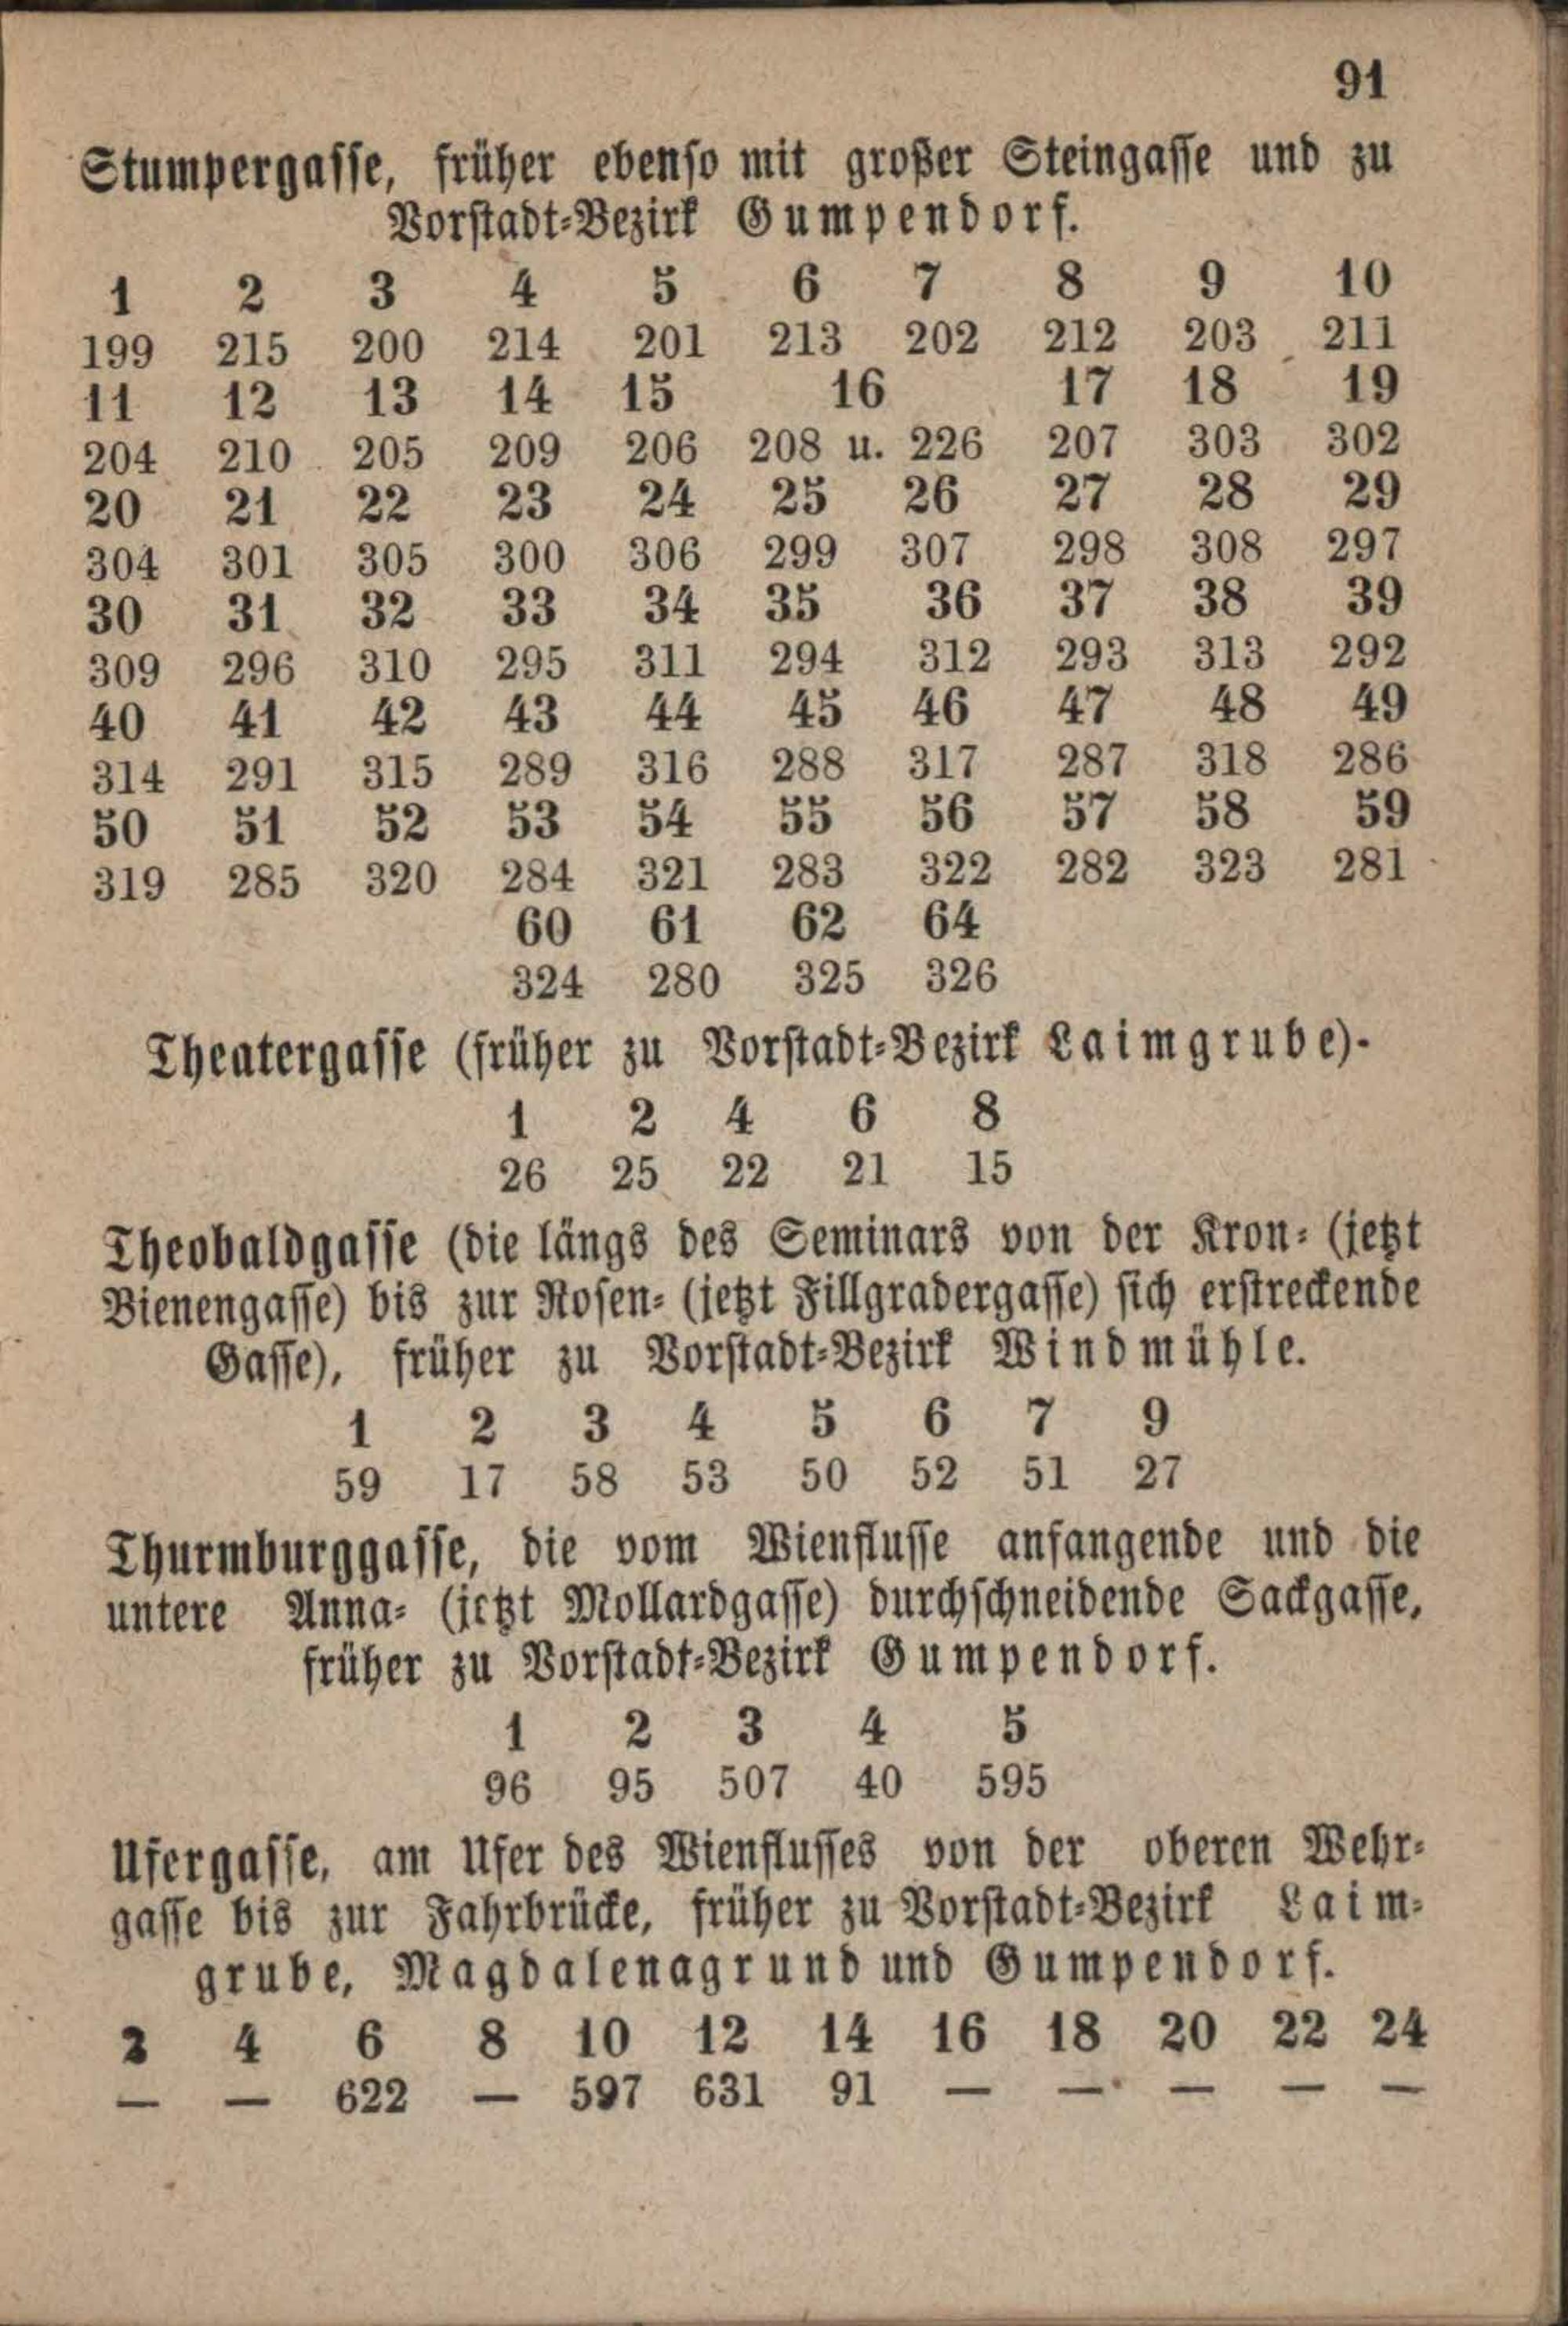 91
Stumpergasse, früher ebenso mit großer Steingasse und zu
Vorstadt-Bezirk Gumpendorf.
1 2 3 4 5 6 7 8 9 10
199 215 200 214 201 213 202 212 203 211
11 12 13 14 15 16 17 18 19
204 210 205 209 206 208 u. 226 207 303 302
20 21 22 23 24 25 26 27 28 29
304 301 305 300 306 299 307 298 308 297
30 31 32 33 34 35 36 37 38 39
309 296 310 295 311 294 312 293 313 292
40 41 42 43 44 45 46 47 48 49
314 291 315 289 316 288 317 287 318 286
50 51 52 53 54 55 56 57 58 59
319 285 320 284 321 283 322 282 323 281
60 61 62 64
324 280 325 326
Theatergasse (früher zu Vorstadt-Bezirk Laimgrube).
1 2 4 6 8
26 25 22 21 15
Theobaldgasse (die längs des Seminars von der Kron- (jetzt
Bienengasse) bis zur Rosen- (jetzt Fillgradergasse) sich erstreckende
Gasse), früher zu Vorstadt-Bezirk Windmühle.
1 2 3 4 5 6 7 9
59 17 58 53 50 52 51 27
Thurmburggasse, die vom Wienflusse anfangende und die
untere Anna- (jetzt Mollardgasse) durchschneidende Sackgasse,
früher zu Vorstadt-Bezirk Gumpendorf.
1 2 3 4 5
96 95 507 40 595
Ufergasse, am Ufer des Wienflusses von der oberen Wehr-
gasse bis zur Fahrbrücke, früher zu Vorstadt-Bezirk Laim-
grube, Magdalenagrund und Gumpendorf.
2 4 6 8 10 12 14 16 18 20 22 24
— — 622 — 597 631 91 — — — — —